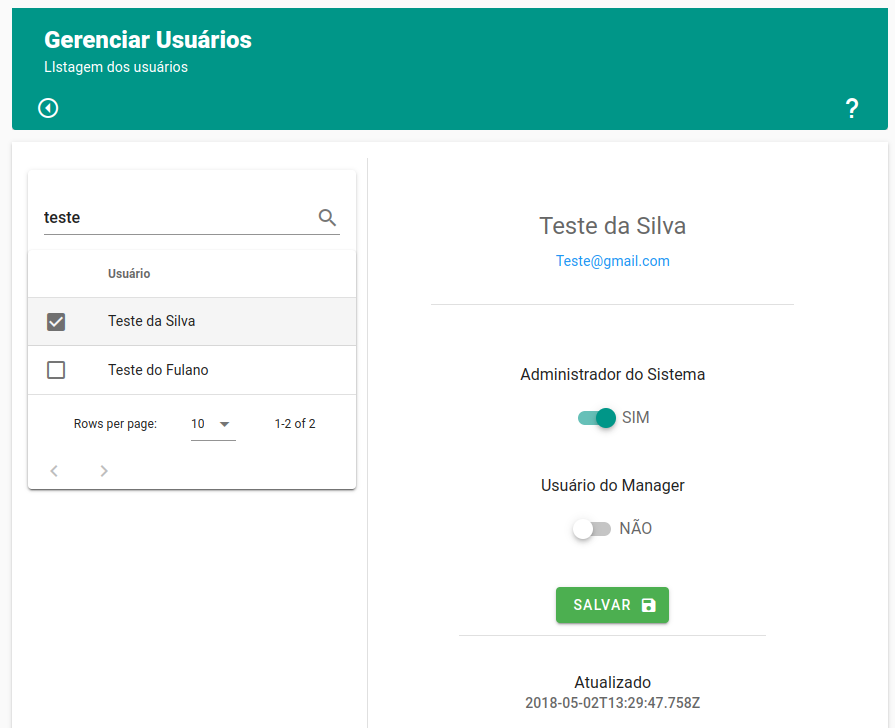 Gerenciar Usuários
LIstagem dos usuários
?
teste
Usuário
Teste da Silva
Teste do Fulano
Rows per page: 10 1-2 of 2
Teste da Silva
Teste@gmail.com
Administrador do Sistema
SIM
Usuário do Manager
NÃO
SALVAR
Atualizado
2018-05-02T13:29:47.758Z